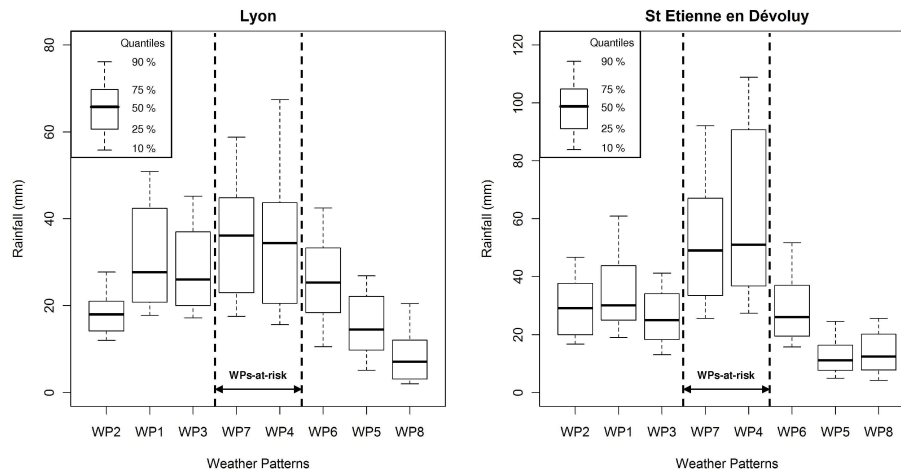 Lyon
80
60
40
20
0
Rainfall (mm)
Quantiles
90 %
75 %
50 %
25 %
10 %
WPs-at-risk
WP2 WP1 WP3 WP7 WP4 WP6 WP5 WP8
Weather Patterns
St Etienne en Dévoluy
120
100
80
60
40
20
0
Rainfall (mm)
Quantiles
90 %
75 %
50 %
25 %
10 %
WPs-at-risk
WP2 WP1 WP3 WP7 WP4 WP6 WP5 WP8
Weather Patterns